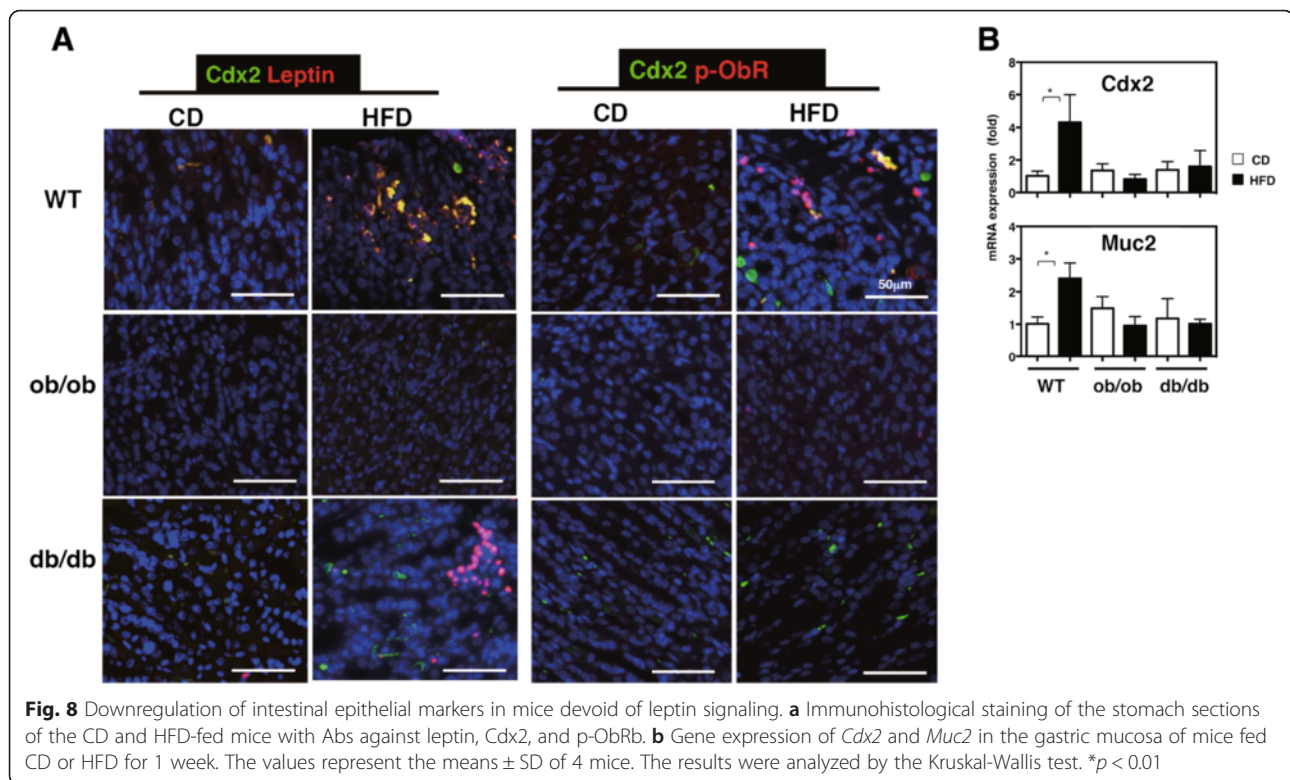 A
B
Cdx2 Leptin
Cdx2 p-ObR
CD HFD CD HFD
WT
50μm
ob/ob
db/db
Cdx2
mRNA expression (fold)
8
6
4
2
0
*
CD
HFD
Muc2
4
3
2
1
0
*
WT ob/ob db/db
Fig. 8 Downregulation of intestinal epithelial markers in mice devoid of leptin signaling. a Immunohistological staining of the stomach sections
of the CD and HFD-fed mice with Abs against leptin, Cdx2, and p-ObRb. b Gene expression of Cdx2 and Muc2 in the gastric mucosa of mice fed
CD or HFD for 1 week. The values represent the means ± SD of 4 mice. The results were analyzed by the Kruskal-Wallis test. *p < 0.01